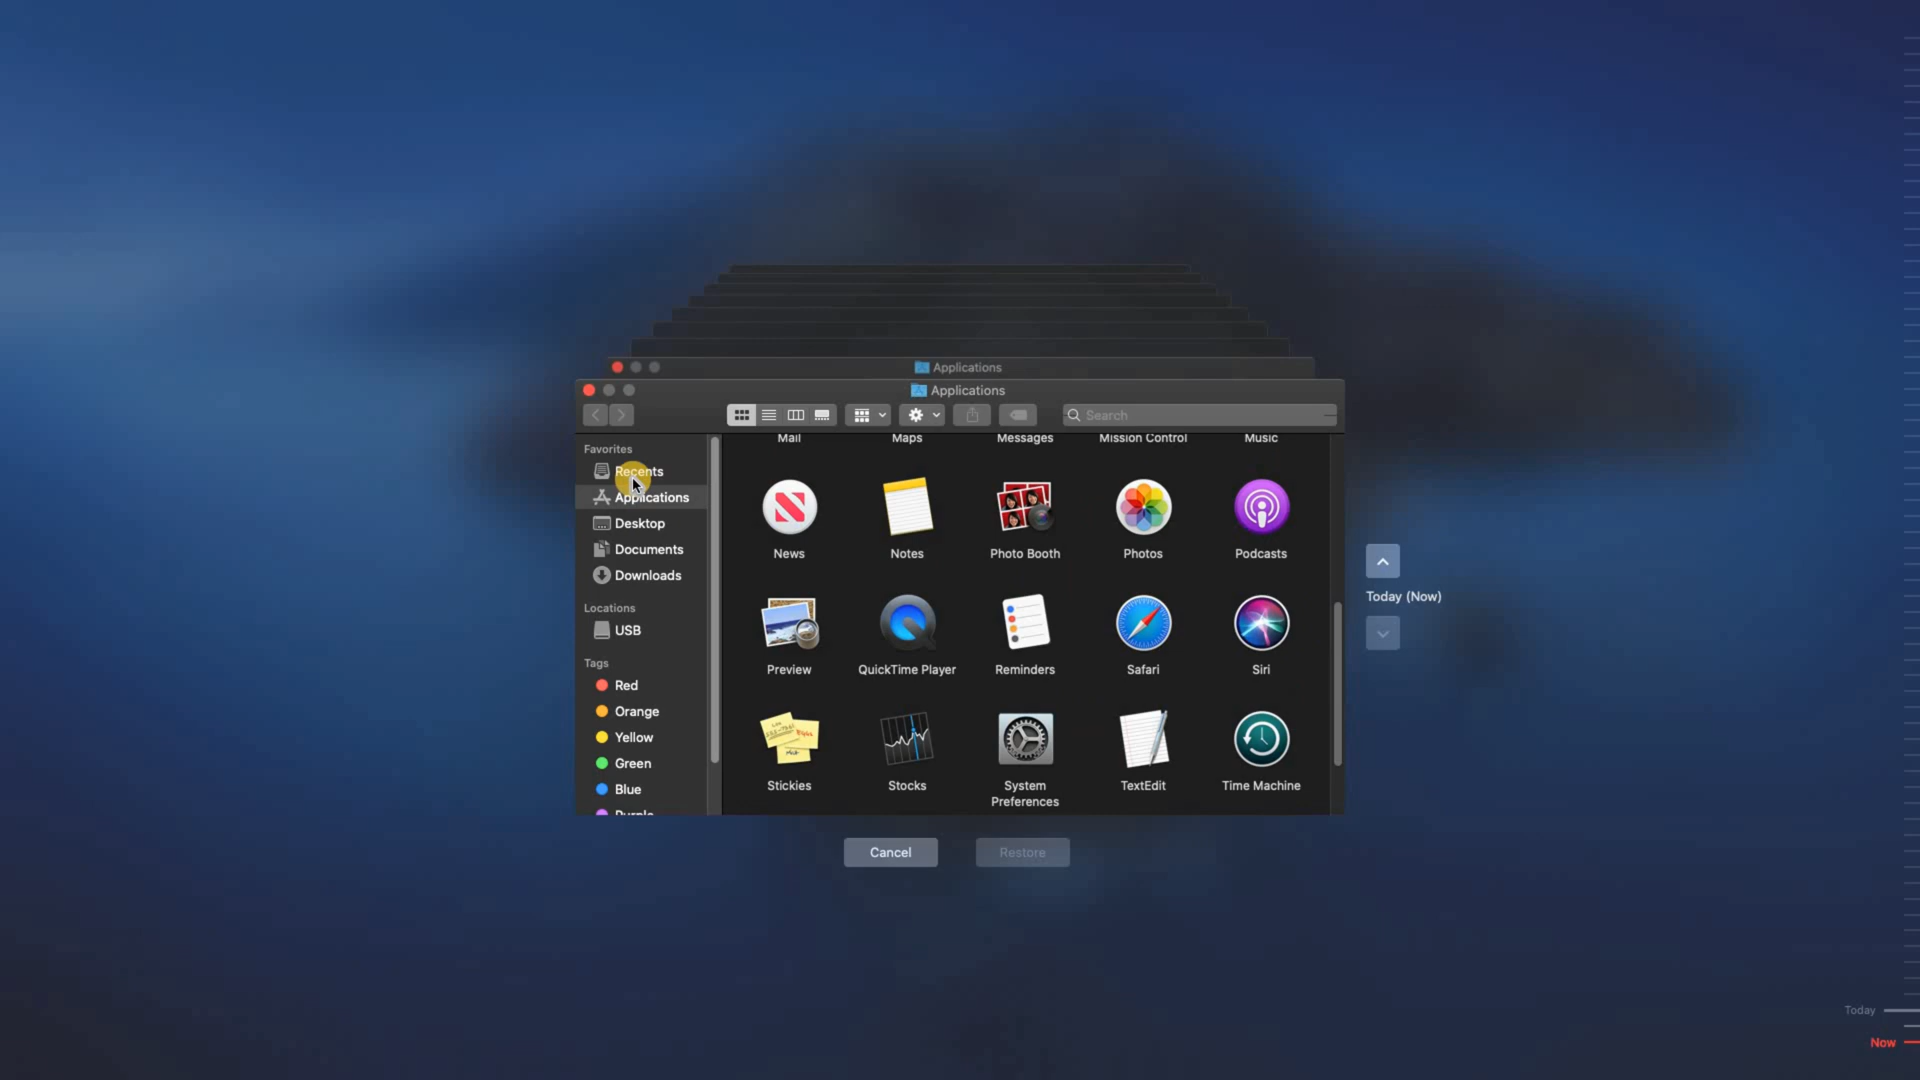 Applications
Applications
Search
Favorites
Recents
Applications
Desktop
Documents
Downloads
Locations
USB
Tags
Red
Orange
Yellow
Green
Blue
Purple
Mail
Maps
Messages
Mission Control
Music
News
Notes
Photo Booth
Photos
Podcasts
Preview
QuickTime Player
Reminders
Safari
Siri
Stickies
Stocks
System
Preferences
TextEdit
Time Machine
Today (Now)
Cancel
Restore
Today
Now